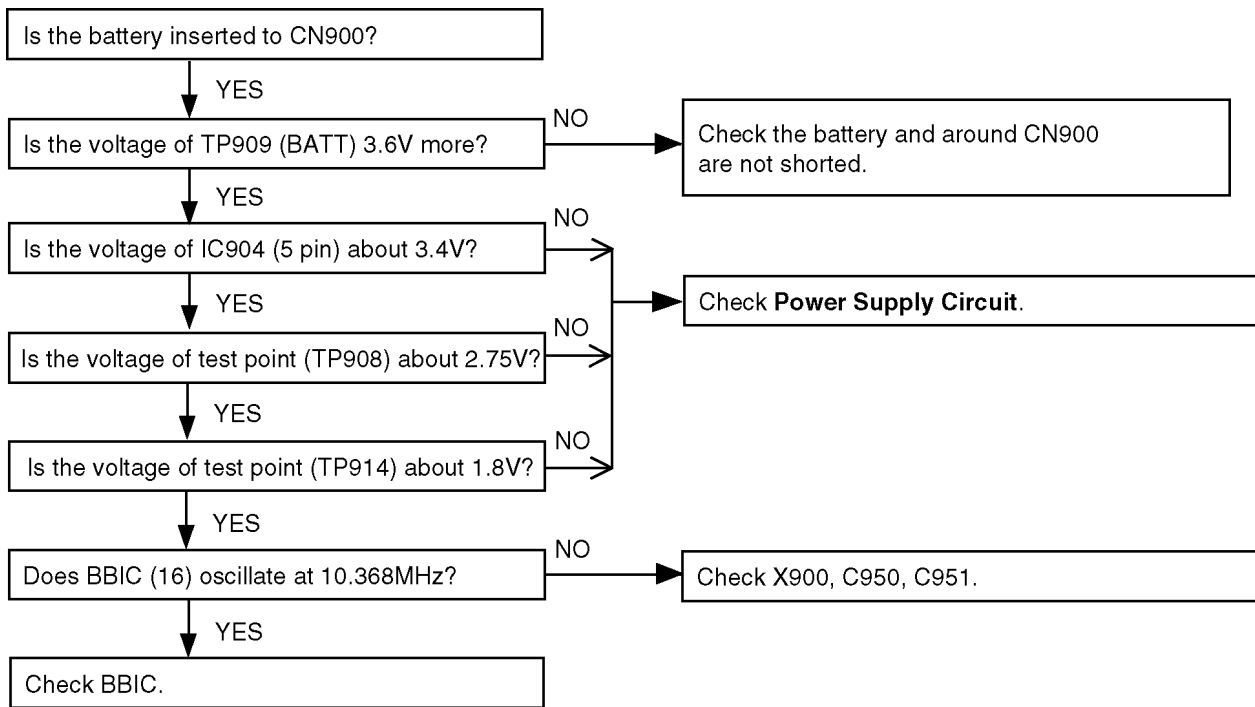 Is the battery inserted to CN900?
YES
Is the voltage of TP909 (BATT) 3.6V more?
NO
Check the battery and around CN900
are not shorted.
YES
Is the voltage of IC904 (5 pin) about 3.4V?
NO
Check Power Supply Circuit.
YES
Is the voltage of test point (TP908) about 2.75V?
NO
YES
Is the voltage of test point (TP914) about 1.8V?
NO
YES
Does BBIC (16) oscillate at 10.368MHz?
NO
Check X900, C950, C951.
YES
Check BBIC.